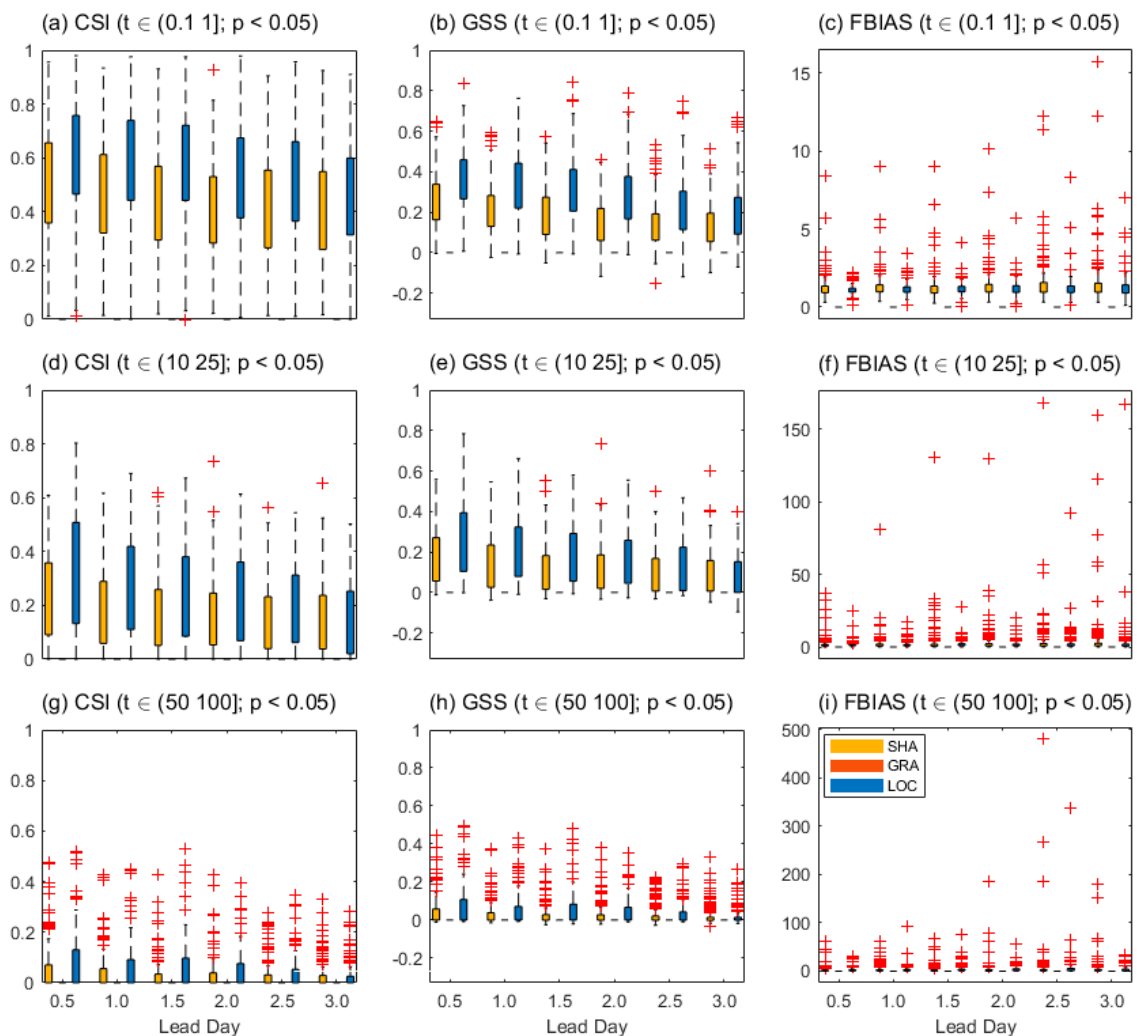 (a) CSI (t ∈ (0.1 1]; p < 0.05)
(b) GSS (t ∈ (0.1 1]; p < 0.05)
(c) FBIAS (t ∈ (0.1 1]; p < 0.05)
1
0.8
0.6
0.4
0.2
0
1
0.8
0.6
0.4
0.2
0
-0.2
15
10
5
0
(d) CSI (t ∈ (10 25]; p < 0.05)
(e) GSS (t ∈ (10 25]; p < 0.05)
(f) FBIAS (t ∈ (10 25]; p < 0.05)
1
0.8
0.6
0.4
0.2
0
1
0.8
0.6
0.4
0.2
0
-0.2
150
100
50
0
(g) CSI (t ∈ (50 100]; p < 0.05)
(h) GSS (t ∈ (50 100]; p < 0.05)
(i) FBIAS (t ∈ (50 100]; p < 0.05)
1
0.8
0.6
0.4
0.2
0
0.5 1.0 1.5 2.0 2.5 3.0
Lead Day
1
0.8
0.6
0.4
0.2
0
-0.2
0.5 1.0 1.5 2.0 2.5 3.0
Lead Day
500
400
300
200
100
0
SHA
GRA
LOC
0.5 1.0 1.5 2.0 2.5 3.0
Lead Day